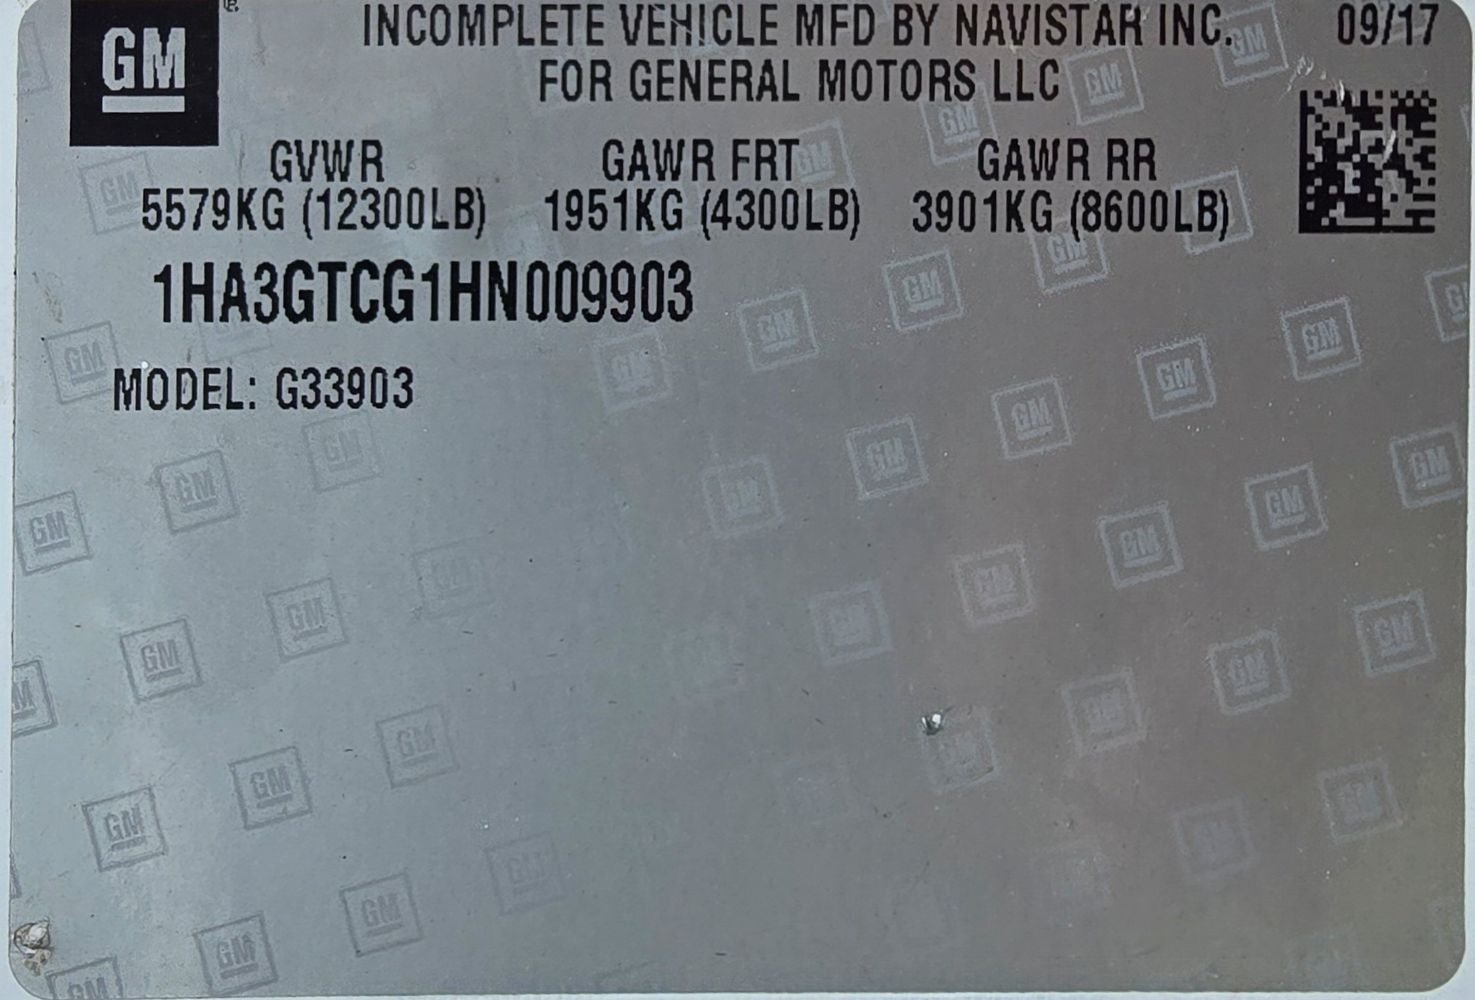 GM
INCOMPLETE VEHICLE MFD BY NAVISTAR INC. 09/17
FOR GENERAL MOTORS LLC
GVWR GAWR FRT GAWR RR
5579KG (12300LB) 1951KG (4300LB) 3901KG (8600LB)
1HA3GTCG1HN009903
MODEL: G33903